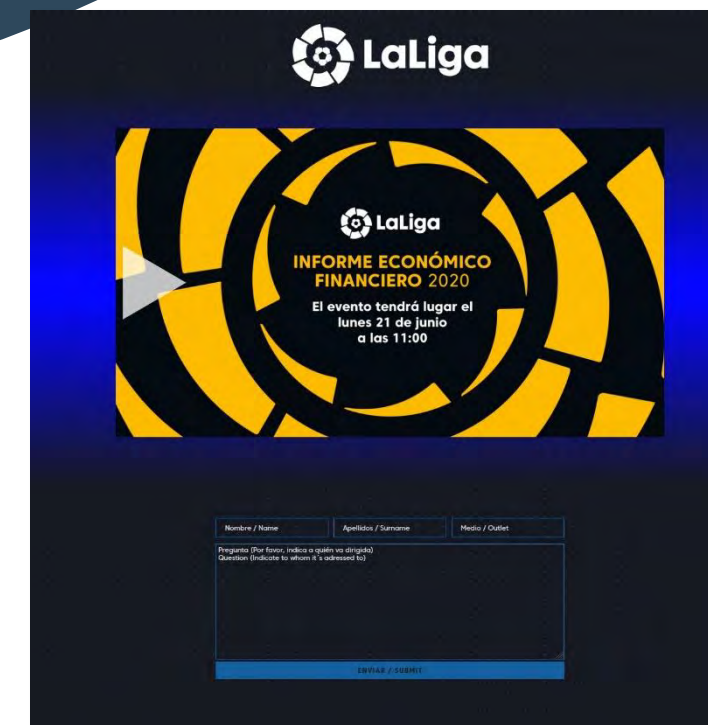 LaLiga
LaLiga
INFORME ECONÓMICO
FINANCIERO 2020
El evento tendrá lugar el
lunes 21 de junio
a las 11:00
Nombre / Name
Apellidos / Surname
Medio / Outlet
Pregunta (Por favor, indica a quién va dirigida)
Question (Indicate to whom it´s adressed to)
ENVIAR / SUBMIT